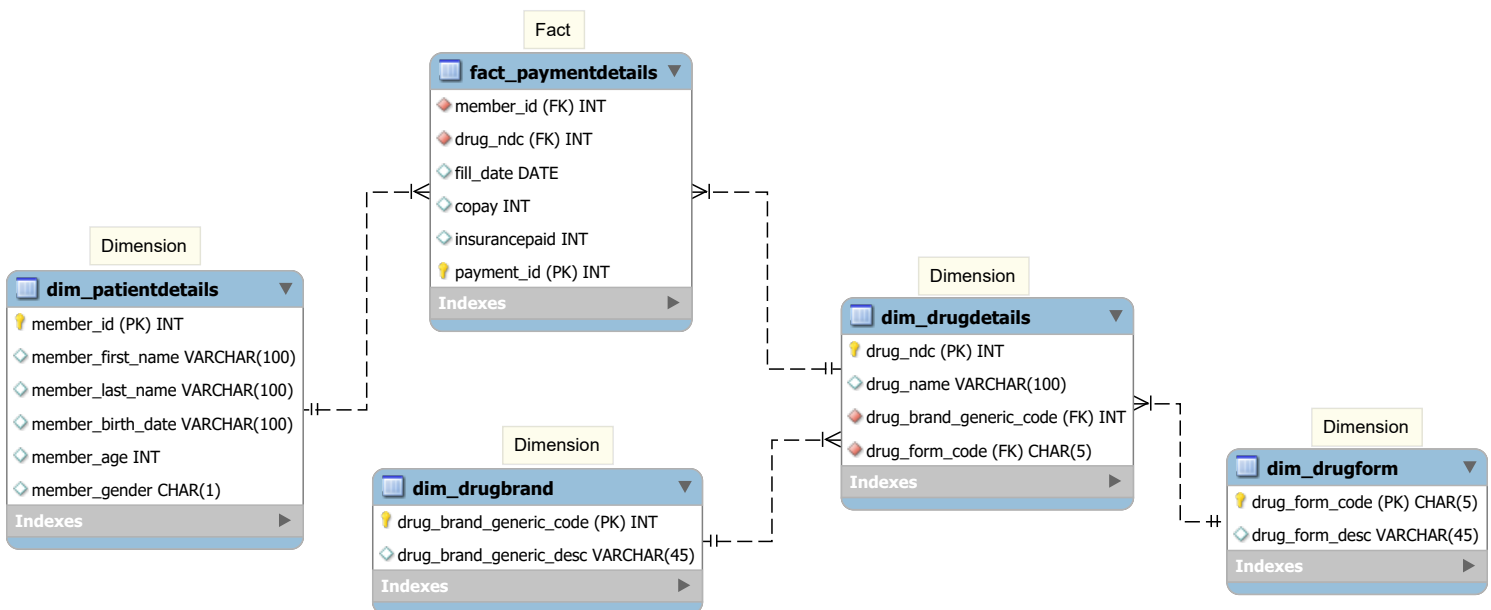 Fact
fact_paymentdetails
member_id (FK) INT
drug_ndc (FK) INT
fill_date DATE
copay INT
insurancepaid INT
payment_id (PK) INT
Indexes
Dimension
dim_patientdetails
member_id (PK) INT
member_first_name VARCHAR(100)
member_last_name VARCHAR(100)
member_birth_date VARCHAR(100)
member_age INT
member_gender CHAR(1)
Indexes
Dimension
dim_drugdetails
drug_ndc (PK) INT
drug_name VARCHAR(100)
drug_brand_generic_code (FK) INT
drug_form_code (FK) CHAR(5)
Indexes
Dimension
dim_drugbrand
drug_brand_generic_code (PK) INT
drug_brand_generic_desc VARCHAR(45)
Indexes
Dimension
dim_drugform
drug_form_code (PK) CHAR(5)
drug_form_desc VARCHAR(45)
Indexes